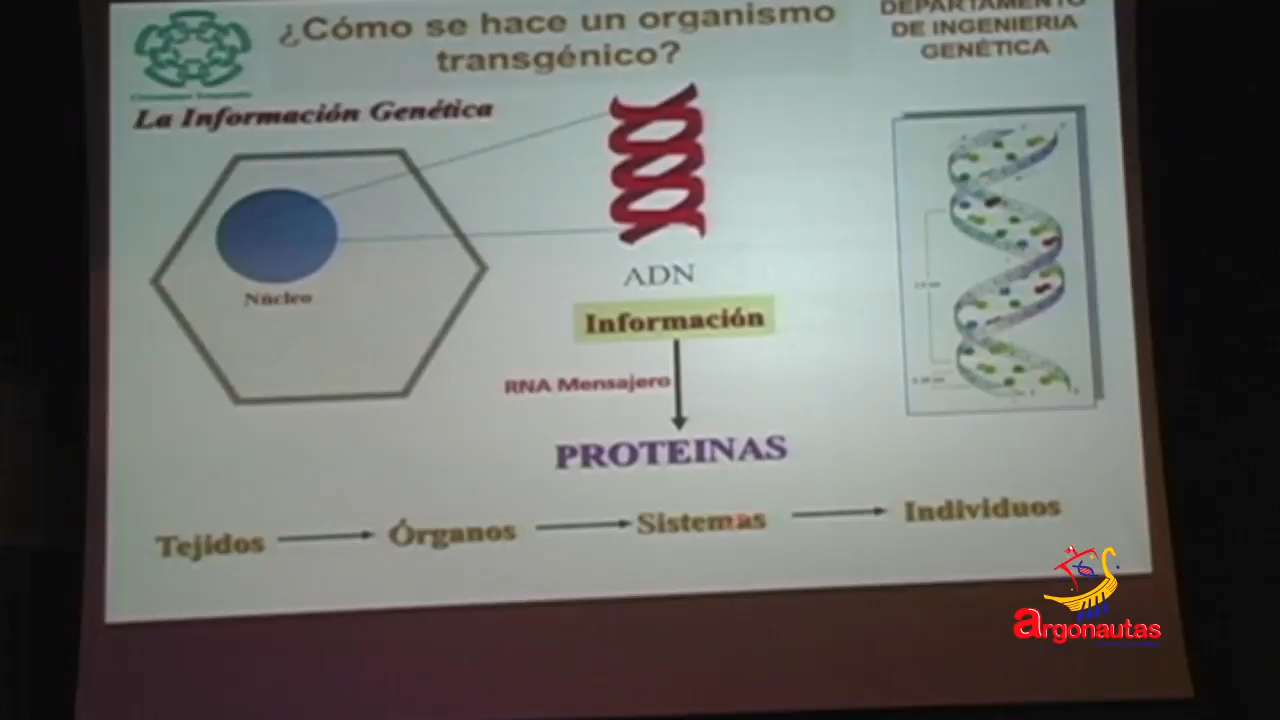 ¿Cómo se hace un organismo
transgénico?
DEPARTAMENTO
DE INGENIERIA
GENÉTICA
La Información Genética
Núcleo
ADN
Información
RNA Mensajero
PROTEINAS
Tejidos
Órganos
Sistemas
Individuos
argonautas